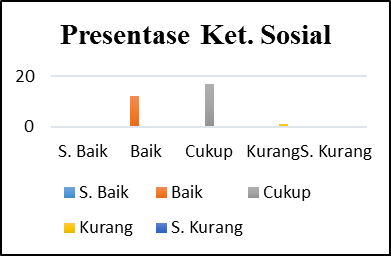 Presentase Ket. Sosial
20
0
S. Baik Baik Cukup Kurang S. Kurang
S. Baik Baik Cukup
Kurang S. Kurang